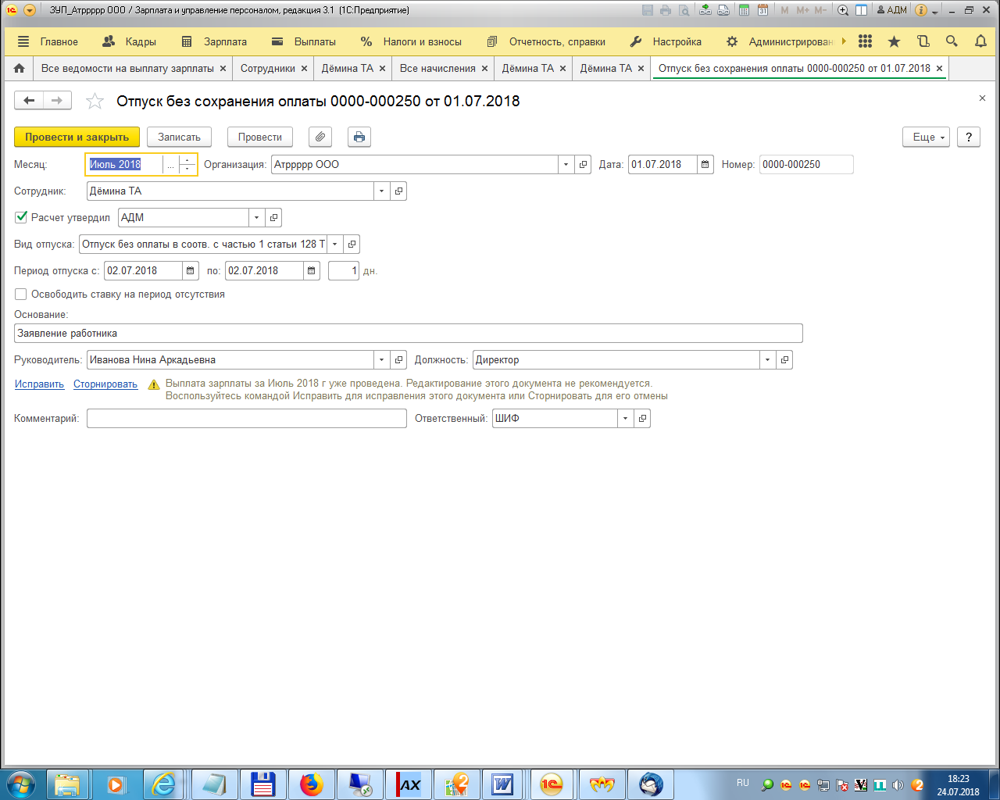 ЗУП_Атррррр ООО / Зарплата и управление персоналом, редакция 3.1 (1С:Предприятие)
M M+ M- АДМ
Главное Кадры Зарплата Выплаты % Налоги и взносы Отчетность, справки Настройка Администрирован
Все ведомости на выплату зарплаты Сотрудники Дёмина ТА Все начисления Дёмина ТА Дёмина ТА Отпуск без сохранения оплаты 0000-000250 от 01.07.2018
Отпуск без сохранения оплаты 0000-000250 от 01.07.2018
Провести и закрыть Записать Провести Еще ?
Месяц: Июль 2018 ... Организация: Атррррр ООО Дата: 01.07.2018 Номер: 0000-000250
Сотрудник: Дёмина ТА
Расчет утвердил АДМ
Вид отпуска: Отпуск без оплаты в соотв. с частью 1 статьи 128 Т
Период отпуска с: 02.07.2018 по: 02.07.2018 1 дн.
Освободить ставку на период отсутствия
Основание:
Заявление работника
Руководитель: Иванова Нина Аркадьевна Должность: Директор
Исправить Сторнировать Выплата зарплаты за Июль 2018 г уже проведена. Редактирование этого документа не рекомендуется.
Воспользуйтесь командой Исправить для исправления этого документа или Сторнировать для его отмены
Комментарий: Ответственный: ШИФ
AX 2 W 1С RU 18:23
24.07.2018